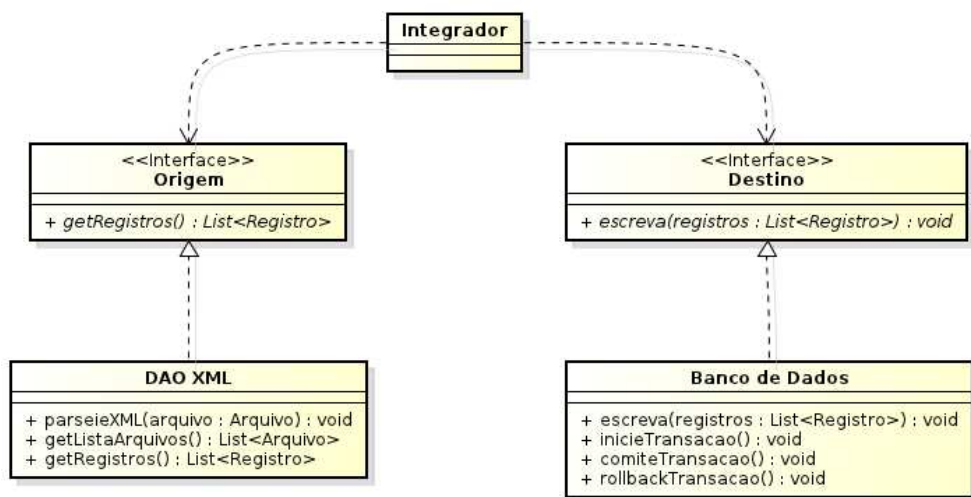 Integrador
<<Interface>>
Origem
+ getRegistros() : List<Registro>
<<Interface>>
Destino
+ escreva(registros : List<Registro>) : void
DAO XML
+ parseieXML(arquivo : Arquivo) : void
+ getListaArquivos() : List<Arquivo>
+ getRegistros() : List<Registro>
Banco de Dados
+ escreva(registros : List<Registro>) : void
+ inicieTransacao() : void
+ comiteTransacao() : void
+ rollbackTransacao() : void